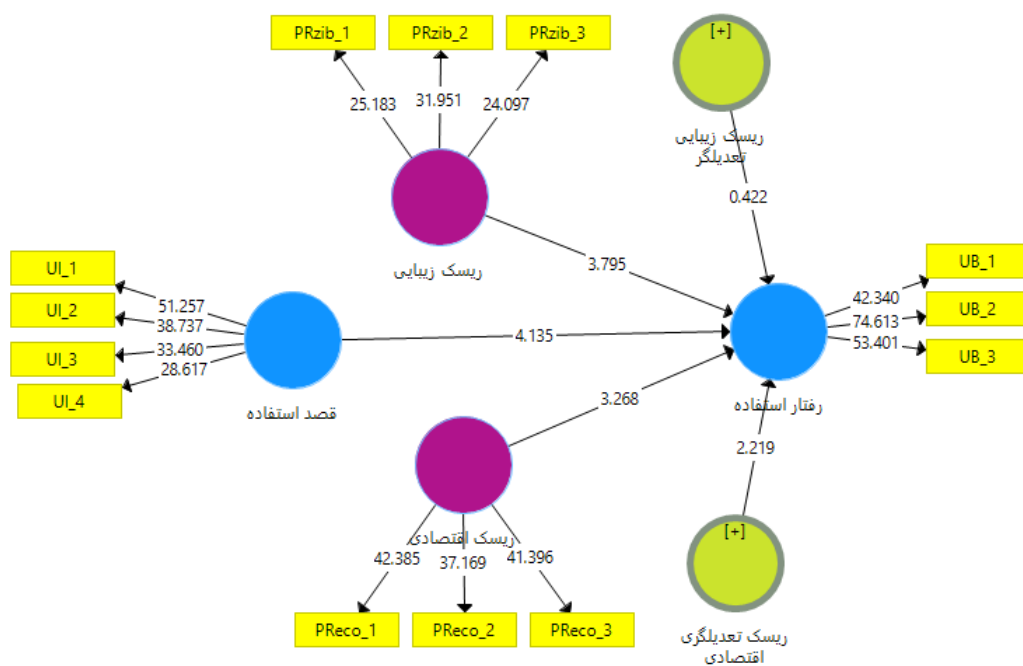 PRzib_1
PRzib_2
PRzib_3
[+]
25.183
31.951
24.097
ریسک زیبایی
تعدیلگر
0.422
ریسک زیبایی
3.795
UI_1
UI_2
UI_3
UI_4
51.257
38.737
33.460
28.617
قصد استفاده
4.135
UB_1
UB_2
UB_3
42.340
74.613
53.401
رفتار استفاده
3.268
2.219
ریسک اقتصادی
42.385
37.169
41.396
[+]
PReco_1
PReco_2
PReco_3
ریسک تعدیلگری
اقتصادی